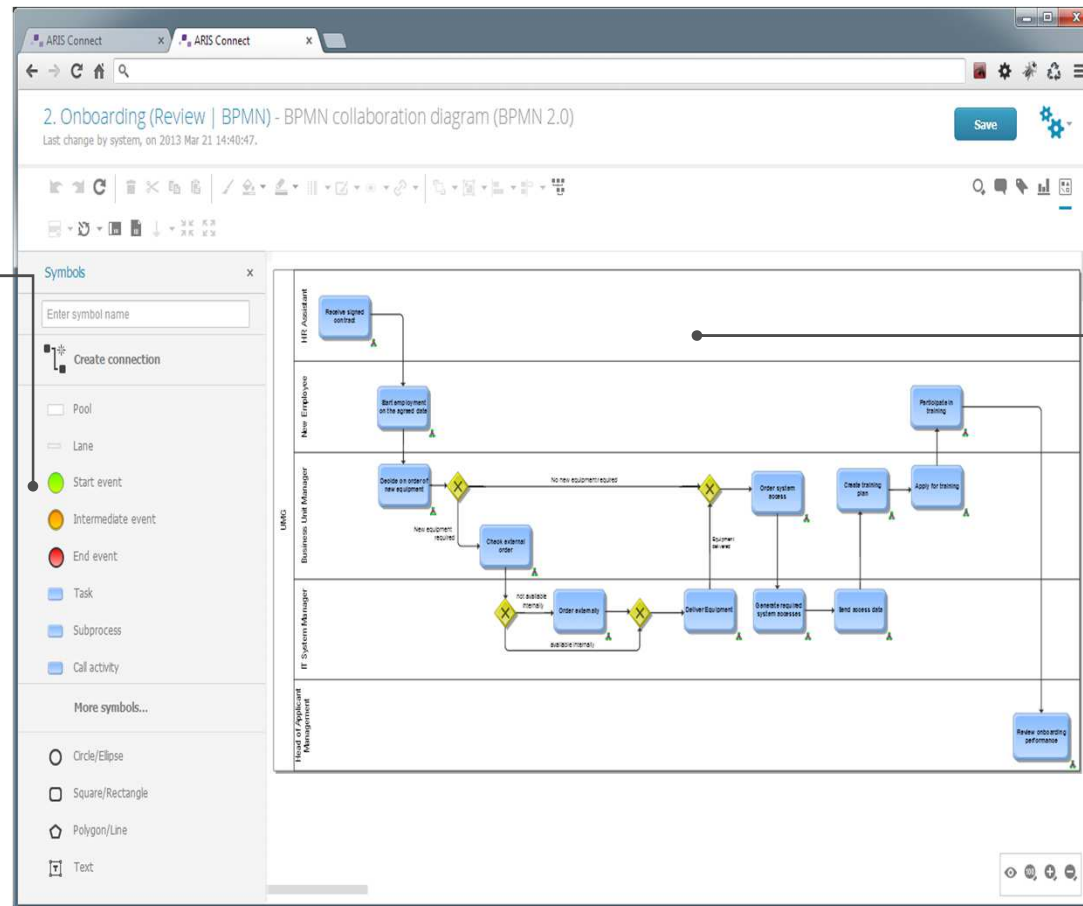 ARIS Connect
ARIS Connect
2. Onboarding (Review | BPMN) - BPMN collaboration diagram (BPMN 2.0)
Last change by system, on 2013 Mar 21 14:40:47.
Save
Symbols
Enter symbol name
Create connection
Pool
Lane
Start event
Intermediate event
End event
Task
Subprocess
Call activity
More symbols...
Circle/Ellipse
Square/Rectangle
Polygon/Line
Text
UMG
HR Assistant
Receive signed
contract
New Employee
Start employment
on the agreed date
Participate in
training
Business Unit Manager
Decide on order of
new equipment
No new equipment required
Order system
access
Create training
plan
Apply for training
New equipment
required
Check external
order
Equipment
delivered
IT System Manager
not available
internally
Order externally
available internally
Deliver Equipment
Generate required
system accesses
Send access data
Head of Applicant
Management
Review onboarding
performance